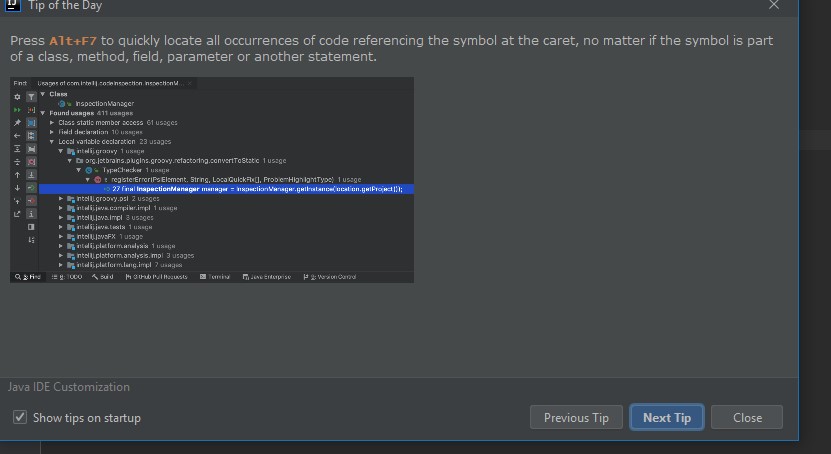 IJ Tip of the Day
Press Alt+F7 to quickly locate all occurrences of code referencing the symbol at the caret, no matter if the symbol is part
of a class, method, field, parameter or another statement.
Find: Usages of com.intellij.codeInspection.InspectionM...
Class
InspectionManager
Found usages 411 usages
Class static member access 61 usages
Field declaration 10 usages
Local variable declaration 23 usages
intellij.groovy 1 usage
org.jetbrains.plugins.groovy.refactoring.convertToStatic 1 usage
TypeChecker 1 usage
registerError(PsiElement, String, LocalQuickFix[], ProblemHighlightType) 1 usage
27 final InspectionManager manager = InspectionManager.getInstance(location.getProject());
intellij.groovy.psi 2 usages
intellij.java.compiler.impl 1 usage
intellij.java.impl 3 usages
intellij.java.tests 1 usage
intellij.javaFX 1 usage
intellij.platform.analysis 1 usage
intellij.platform.analysis.impl 3 usages
intellij.platform.lang.impl 7 usages
3: Find 6: TODO Build GitHub Pull Requests Terminal Java Enterprise 9: Version Control
Java IDE Customization
Show tips on startup Previous Tip Next Tip Close